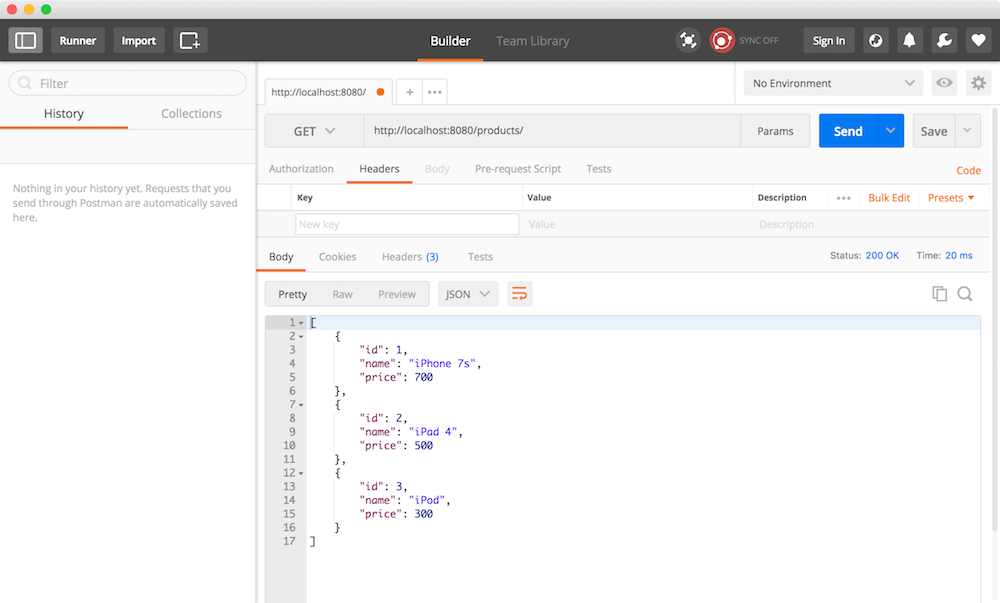 Runner Import Builder Team Library SYNC OFF Sign In
Filter
History Collections
Nothing in your history yet. Requests that you
send through Postman are automatically saved
here.
http://localhost:8080/ No Environment
GET http://localhost:8080/products/ Params Send Save
Authorization Headers Body Pre-request Script Tests Code
Key Value Description Bulk Edit Presets
New key Value Description
Body Cookies Headers (3) Tests Status: 200 OK Time: 20 ms
Pretty Raw Preview JSON
1 [
2 {
3 "id": 1,
4 "name": "iPhone 7s",
5 "price": 700
6 },
7 {
8 "id": 2,
9 "name": "iPad 4",
10 "price": 500
11 },
12 {
13 "id": 3,
14 "name": "iPod",
15 "price": 300
16 }
17 ]